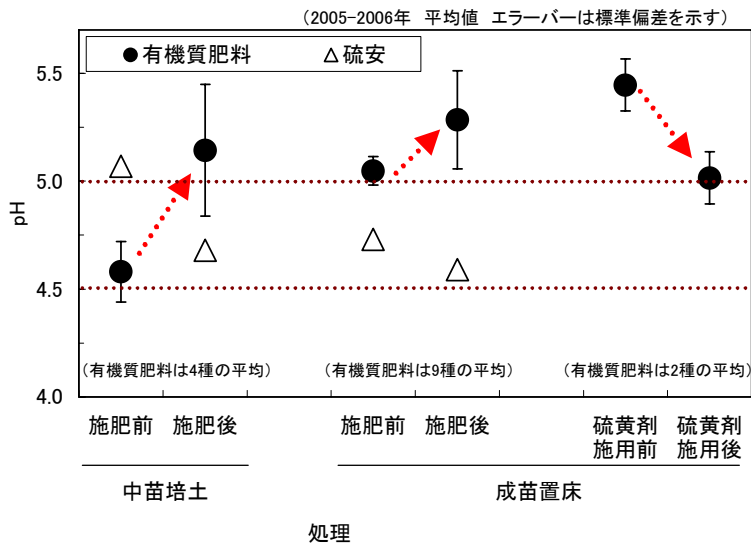 (2005-2006年 平均値 エラーバーは標準偏差を示す)
●有機質肥料 △硫安
5.5
5.0
4.5
4.0
pH
(有機質肥料は4種の平均)
(有機質肥料は9種の平均)
(有機質肥料は2種の平均)
施肥前 施肥後 施肥前 施肥後 硫黄剤 硫黄剤
施用前 施用後
中苗培土 成苗置床
処理